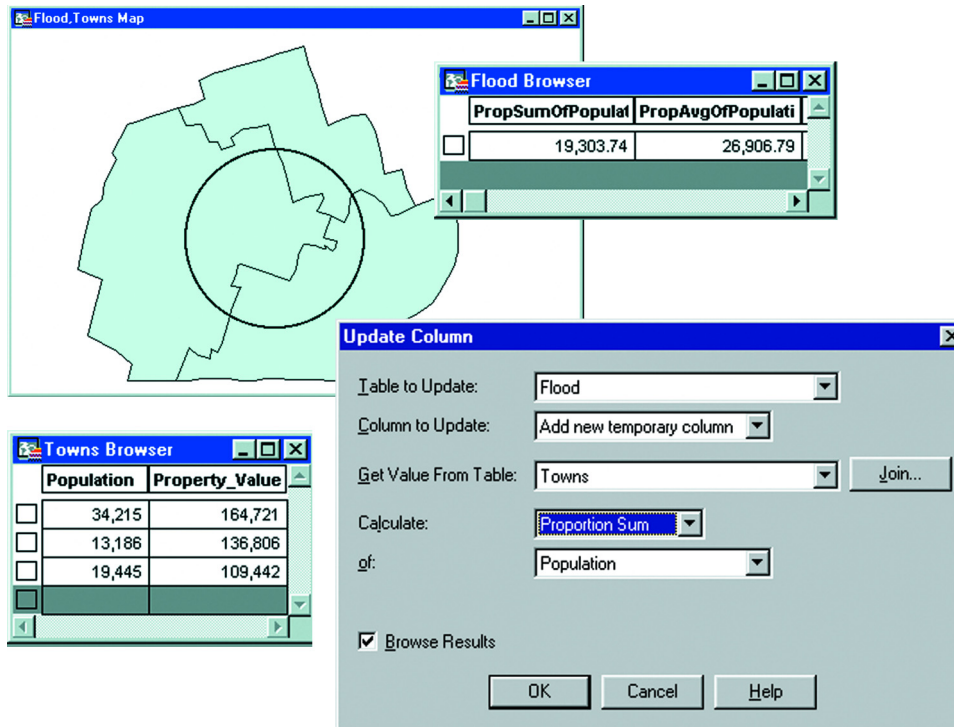 Flood,Towns Map
Flood Browser
PropSumOfPopulat PropAvgOfPopulati
19,303.74 26,906.79
Update Column
Table to Update: Flood
Column to Update: Add new temporary column
Get Value From Table: Towns Join...
Calculate: Proportion Sum
of: Population
Browse Results
OK Cancel Help
Towns Browser
Population Property_Value
34,215 164,721
13,186 136,806
19,445 109,442